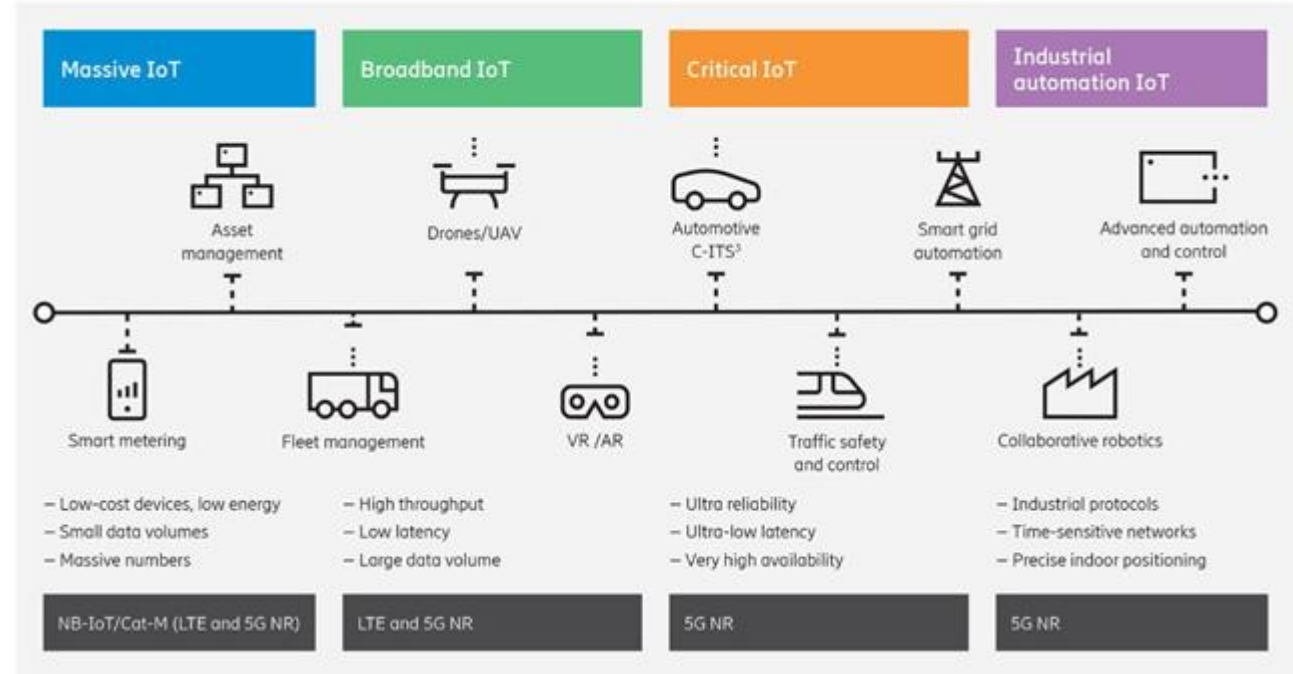 Massive IoT
Broadband IoT
Critical IoT
Industrial
automation IoT
Asset
management
Drones/UAV
Automotive
C-ITS³
Smart grid
automation
Advanced automation
and control
Smart metering
Fleet management
VR /AR
Traffic safety
and control
Collaborative robotics
– Low-cost devices, low energy
– Small data volumes
– Massive numbers
– High throughput
– Low latency
– Large data volume
– Ultra reliability
– Ultra-low latency
– Very high availability
– Industrial protocols
– Time-sensitive networks
– Precise indoor positioning
NB-IoT/Cat-M (LTE and 5G NR)
LTE and 5G NR
5G NR
5G NR